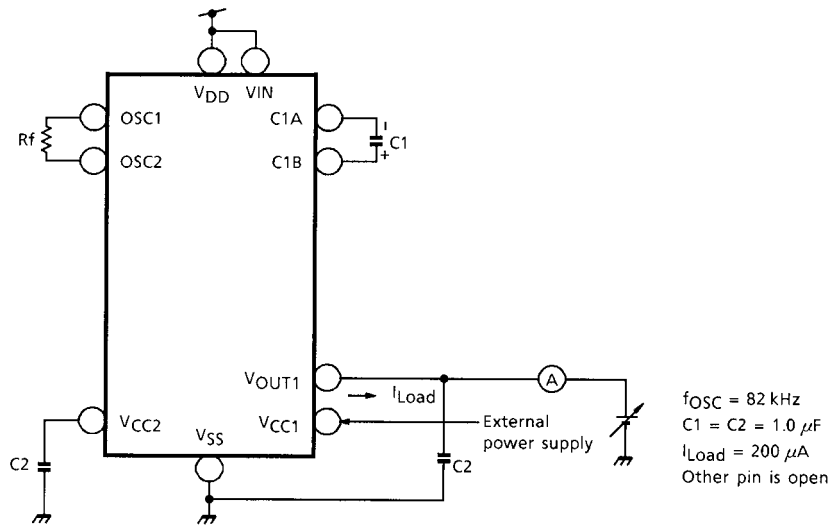 VDD VIN
OSC1
OSC2
Rf
C1A
C1B
C1
+
VOUT1
ILoad
A
VCC1
External
power supply
VCC2
VSS
C2
C2
fOSC = 82 kHz
C1 = C2 = 1.0 μF
ILoad = 200 μA
Other pin is open